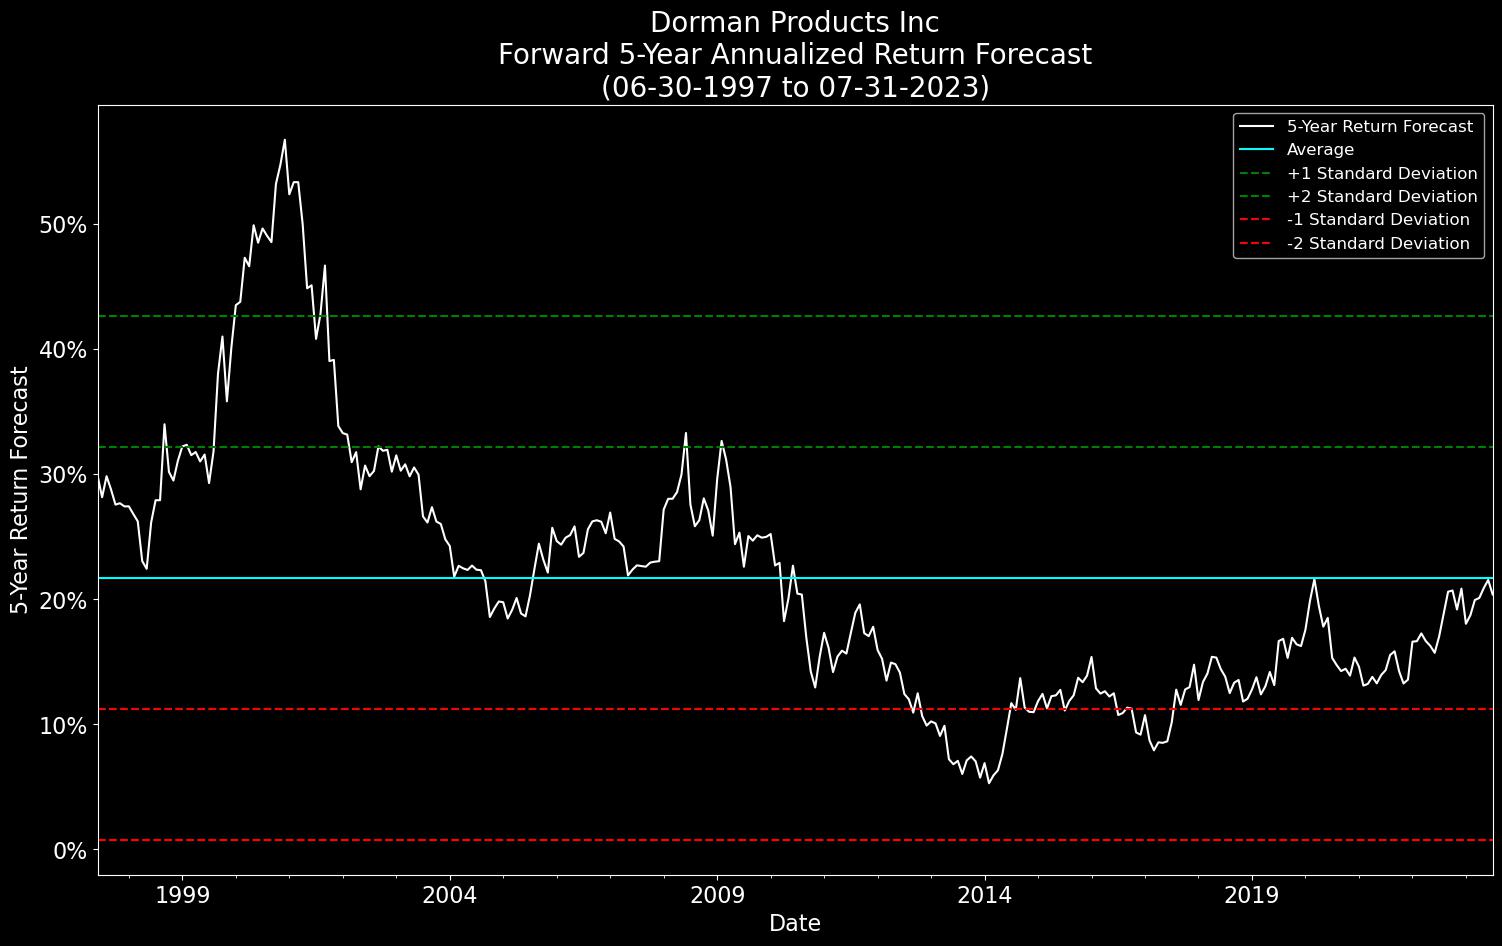 Dorman Products Inc
Forward 5-Year Annualized Return Forecast
(06-30-1997 to 07-31-2023)
5-Year Return Forecast
Average
+1 Standard Deviation
+2 Standard Deviation
-1 Standard Deviation
-2 Standard Deviation
5-Year Return Forecast
50%
40%
30%
20%
10%
0%
1999 2004 2009 2014 2019
Date